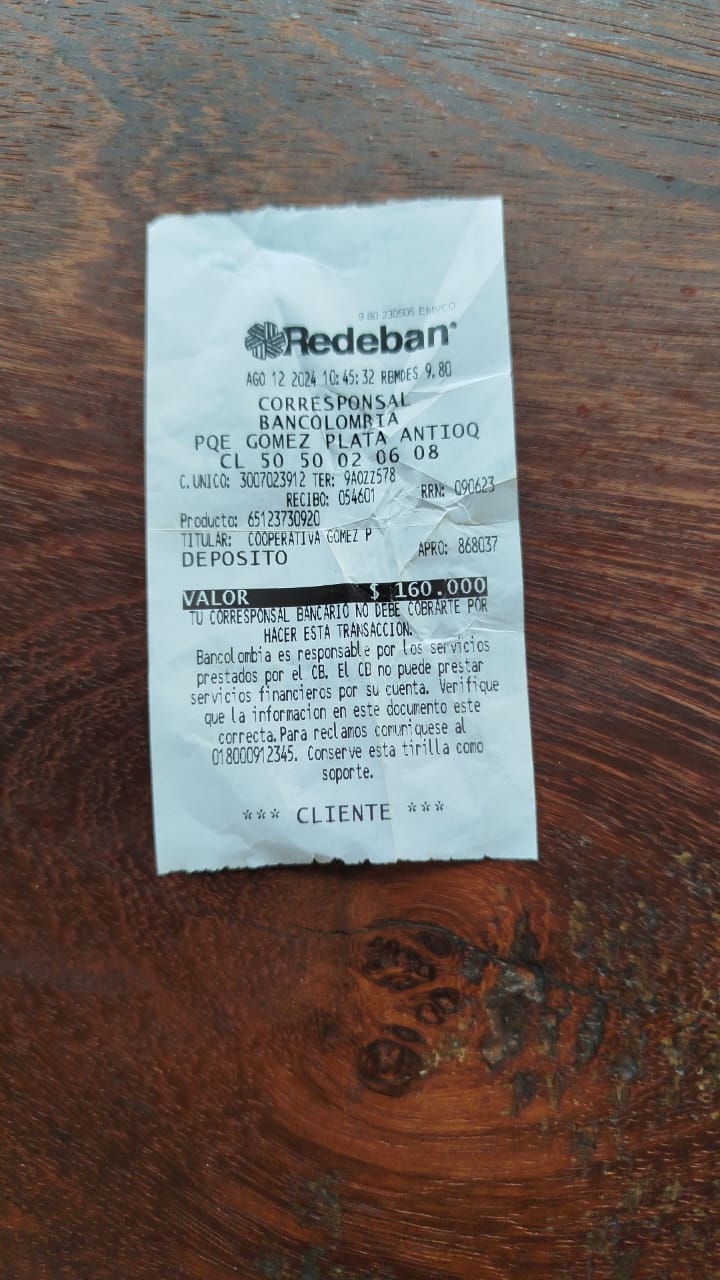 9 80 230505 EMVCO
Redeban
AGO 12 2024 10:45:32 RBMDES 9.80
CORRESPONSAL
BANCOLOMBIA
PQE GOMEZ PLATA ANTIOQ
CL 50 50 02 06 08
C.UNICO: 3007023912 TER: 9AOZZ578
RECIBO: 054601 RRN: 090623
Producto: 65123730920
TITULAR: COOPERATIVA GOMEZ P
DEPOSITO APRO: 868037
VALOR $ 160.000
TU CORRESPONSAL BANCARIO NO DEBE COBRARTE POR
HACER ESTA TRANSACCION.
Bancolombia es responsable por los servicios
prestados por el CB. El CB no puede prestar
servicios financieros por su cuenta. Verifique
que la informacion en este documento este
correcta.Para reclamos comuniquese al
018000912345. Conserve esta tirilla como
soporte.
*** CLIENTE ***